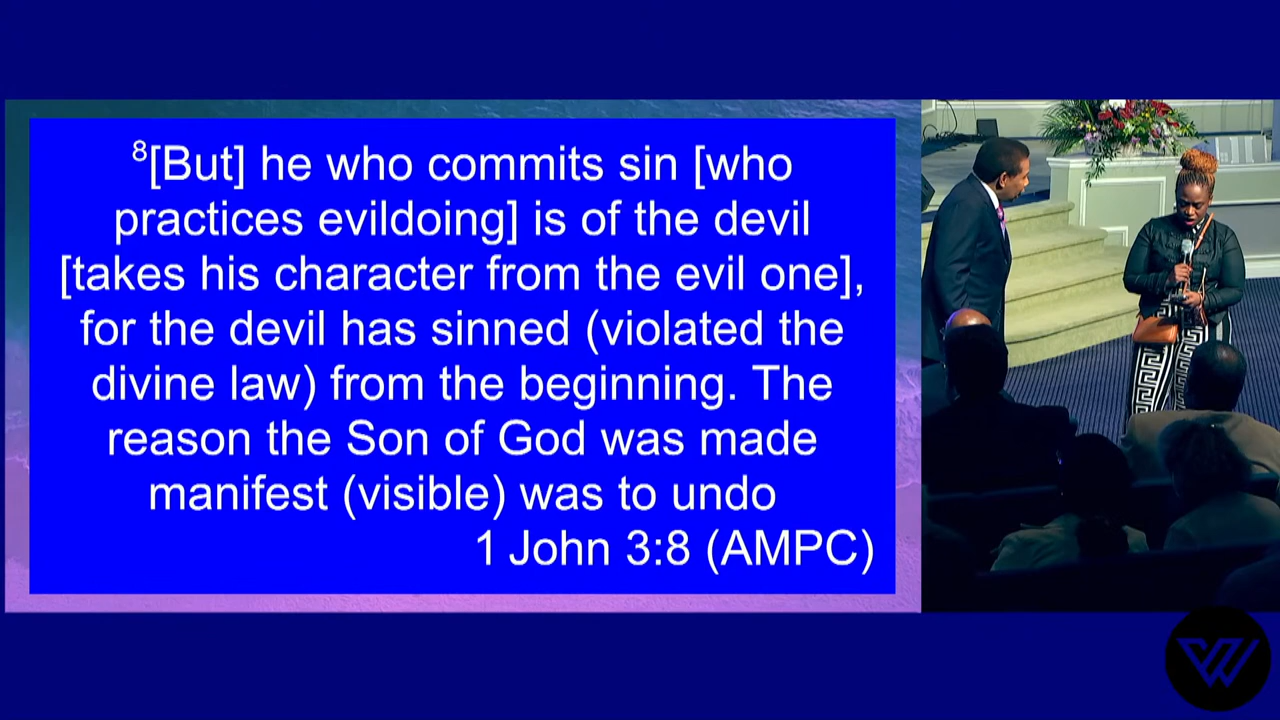 ⁸[But] he who commits sin [who
practices evildoing] is of the devil
[takes his character from the evil one],
for the devil has sinned (violated the
divine law) from the beginning. The
reason the Son of God was made
manifest (visible) was to undo
1 John 3:8 (AMPC)